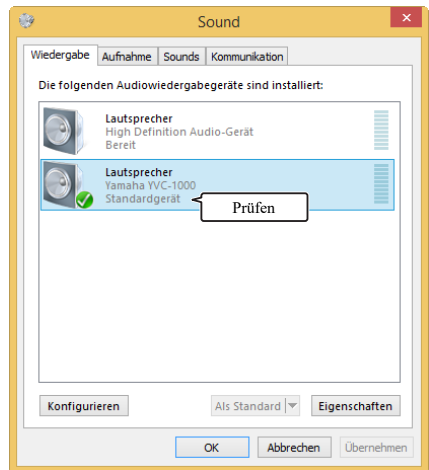 Sound
Wiedergabe Aufnahme Sounds Kommunikation
Die folgenden Audiowiedergabegeräte sind installiert:
Lautsprecher
High Definition Audio-Gerät
Bereit
Lautsprecher
Yamaha YVC-1000
Standardgerät
Prüfen
Konfigurieren Als Standard Eigenschaften
OK Abbrechen Übernehmen